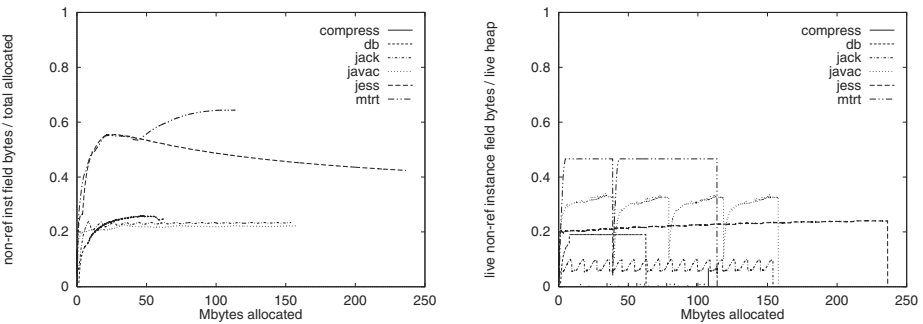 non-ref inst field bytes / total allocated
1
0.8
0.6
0.4
0.2
0
0
50
100
150
200
250
Mbytes allocated
compress
db
jack
javac
jess
mtrt
live non-ref instance field bytes / live heap
1
0.8
0.6
0.4
0.2
0
0
50
100
150
200
250
Mbytes allocated
compress
db
jack
javac
jess
mtrt